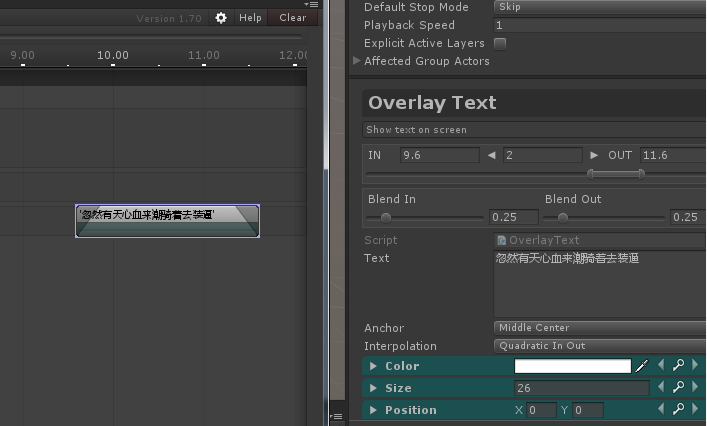 Version 1.70 Help Clear
9.00 10.00 11.00 12.00
'忽然有天心血来潮骑着去装逼'
Default Stop Mode Skip
Playback Speed 1
Explicit Active Layers
Affected Group Actors
Overlay Text
Show text on screen
IN 9.6 2 OUT 11.6
Blend In Blend Out
0.25 0.25
Script OverlayText
Text 忽然有天心血来潮骑着去装逼
Anchor Middle Center
Interpolation Quadratic In Out
Color
Size 26
Position X 0 Y 0